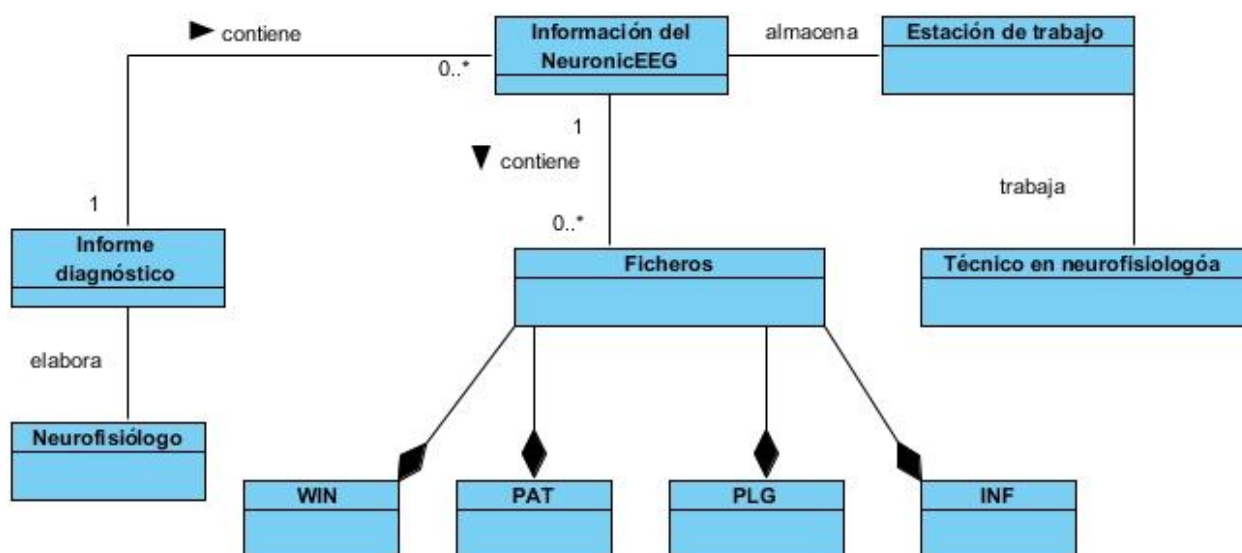 contiene
0..*
Información del
NeuronicEEG
almacena
Estación de trabajo
1
contiene
0..*
trabaja
1
Informe
diagnóstico
Ficheros
Técnico en neurofisiologóa
elabora
Neurofisiólogo
WIN
PAT
PLG
INF